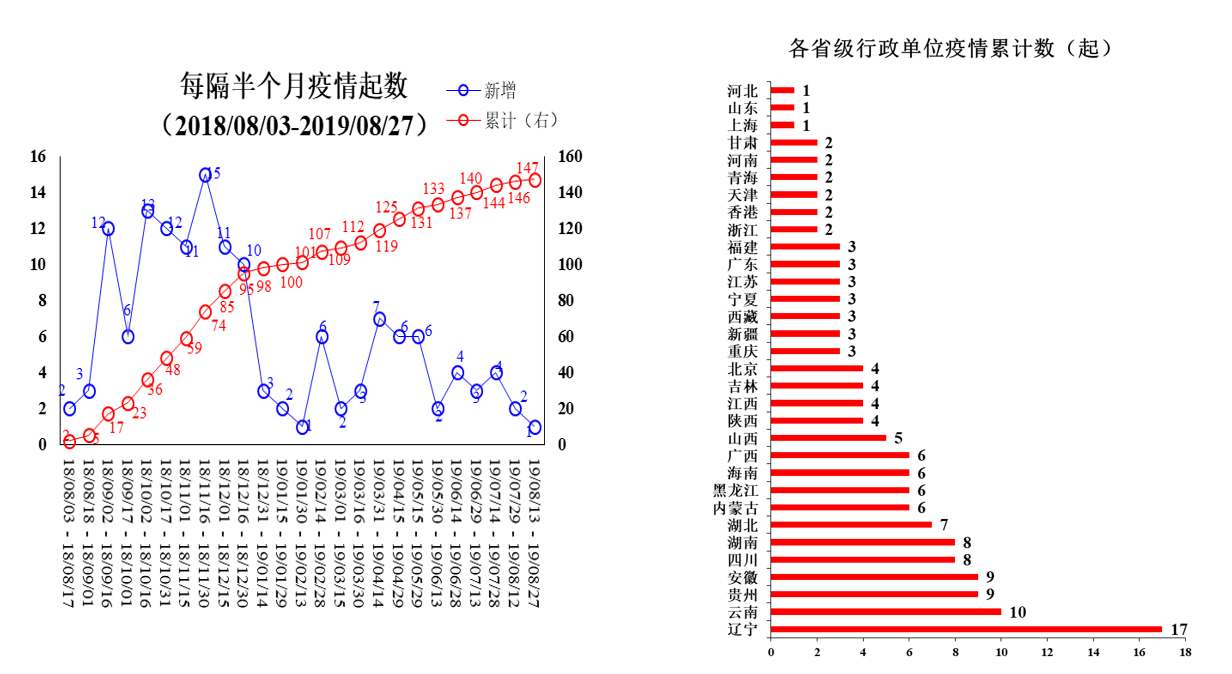 每隔半个月疫情起数
（2018/08/03-2019/08/27）
新增
累计（右）
16
14
12
10
8
6
4
2
0
160
140
120
100
80
60
40
20
0
2
3
12
6
13
12
11
15
11
10
3
2
1
6
2
3
7
6
6
2
4
3
4
2
1
2
5
17
23
36
48
59
74
85
95
98
100
101
107
109
112
119
125
131
133
137
140
144
146
147
18/08/03 - 18/08/17
18/08/18 - 18/09/01
18/09/02 - 18/09/16
18/09/17 - 18/10/01
18/10/02 - 18/10/16
18/10/17 - 18/10/31
18/11/01 - 18/11/15
18/11/16 - 18/11/30
18/12/01 - 18/12/15
18/12/16 - 18/12/30
18/12/31 - 19/01/14
19/01/15 - 19/01/29
19/01/30 - 19/02/13
19/02/14 - 19/02/28
19/03/01 - 19/03/15
19/03/16 - 19/03/30
19/03/31 - 19/04/14
19/04/15 - 19/04/29
19/05/15 - 19/05/29
19/05/30 - 19/06/13
19/06/14 - 19/06/28
19/06/29 - 19/07/13
19/07/14 - 19/07/28
19/07/29 - 19/08/12
19/08/13 - 19/08/27
各省级行政单位疫情累计数（起）
河北 1
山东 1
上海 1
甘肃 2
河南 2
青海 2
天津 2
香港 2
浙江 2
福建 3
广东 3
江苏 3
宁夏 3
西藏 3
新疆 3
重庆 3
北京 4
吉林 4
江西 4
陕西 4
山西 5
广西 6
海南 6
黑龙江 6
内蒙古 6
湖北 7
湖南 8
四川 8
安徽 9
贵州 9
云南 10
辽宁 17
0 2 4 6 8 10 12 14 16 18